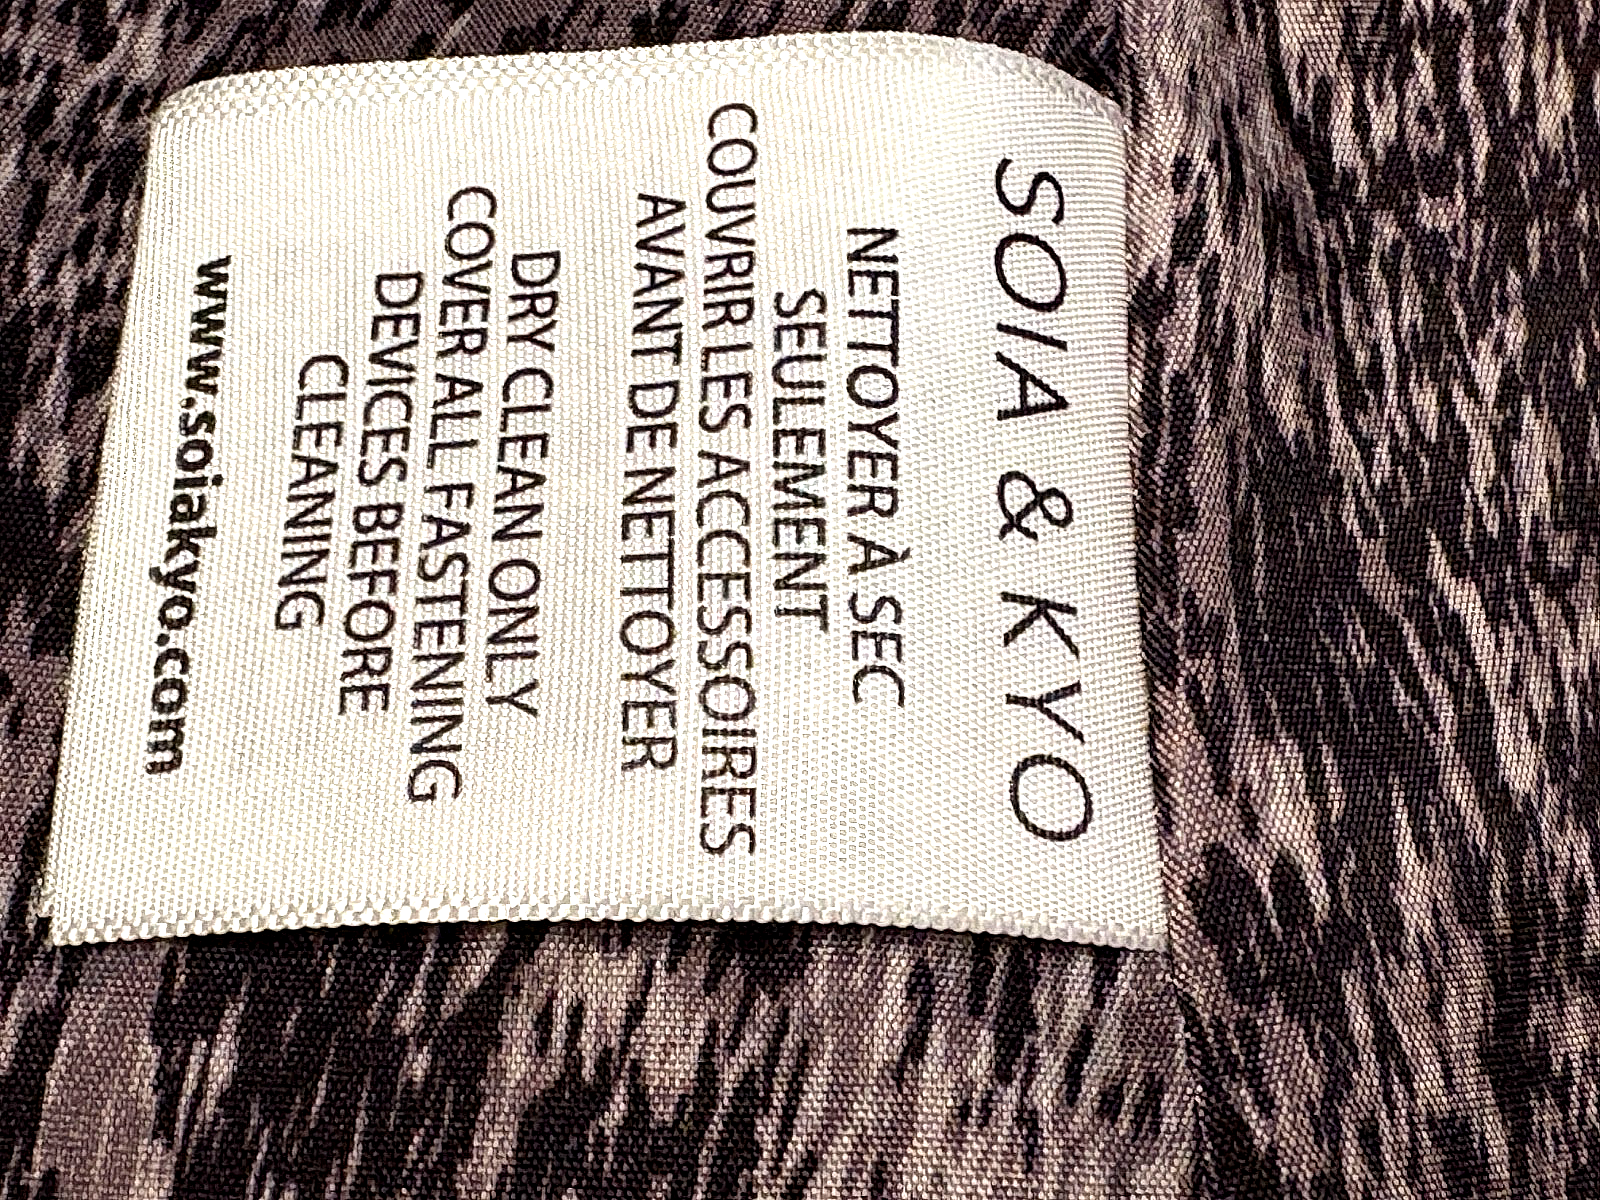 SOIA & KYO
NETTOYER À SEC
SEULEMENT
COUVRIR LES ACCESSOIRES
AVANT DE NETTOYER
DRY CLEAN ONLY
COVER ALL FASTENING
DEVICES BEFORE
CLEANING
www.soiakyo.com